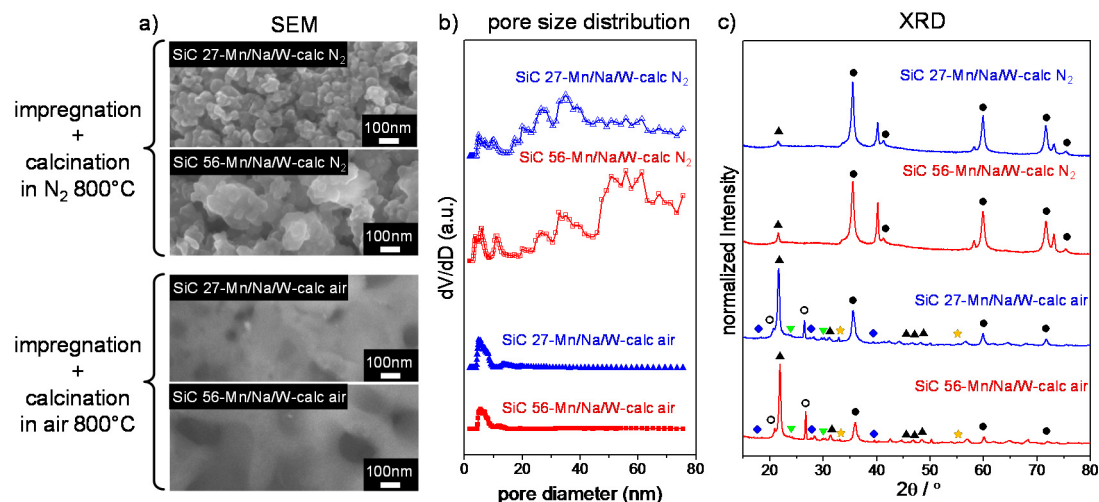 a)
SEM
impregnation
+
calcination
in N₂ 800°C
SiC 27-Mn/Na/W-calc N₂
100nm
SiC 56-Mn/Na/W-calc N₂
100nm
impregnation
+
calcination
in air 800°C
SiC 27-Mn/Na/W-calc air
100nm
SiC 56-Mn/Na/W-calc air
100nm
b)
pore size distribution
dV/dD (a.u.)
SiC 27-Mn/Na/W-calc N₂
SiC 56-Mn/Na/W-calc N₂
SiC 27-Mn/Na/W-calc air
SiC 56-Mn/Na/W-calc air
0 10 20 30 40 50 60 70 80
pore diameter (nm)
c)
XRD
normalized Intensity
SiC 27-Mn/Na/W-calc N₂
SiC 56-Mn/Na/W-calc N₂
SiC 27-Mn/Na/W-calc air
SiC 56-Mn/Na/W-calc air
20 30 40 50 60 70 80
2θ / °